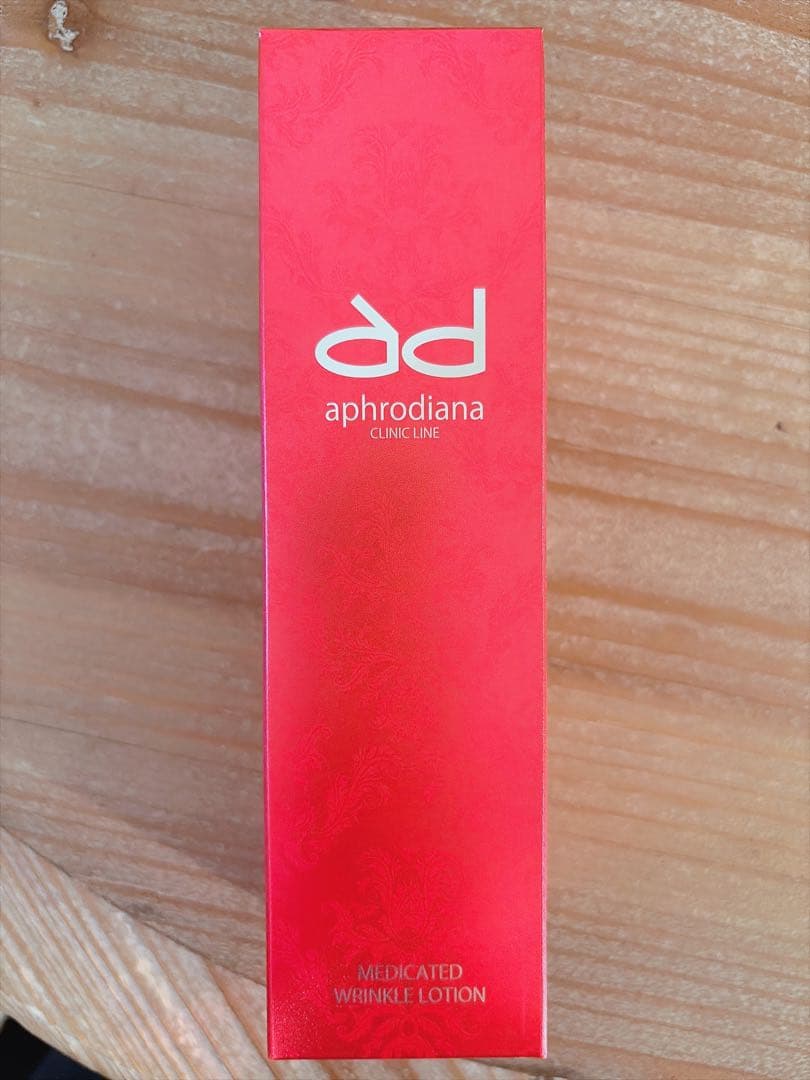 ad
aphrodiana
CLINIC LINE
MEDICATED
WRINKLE LOTION